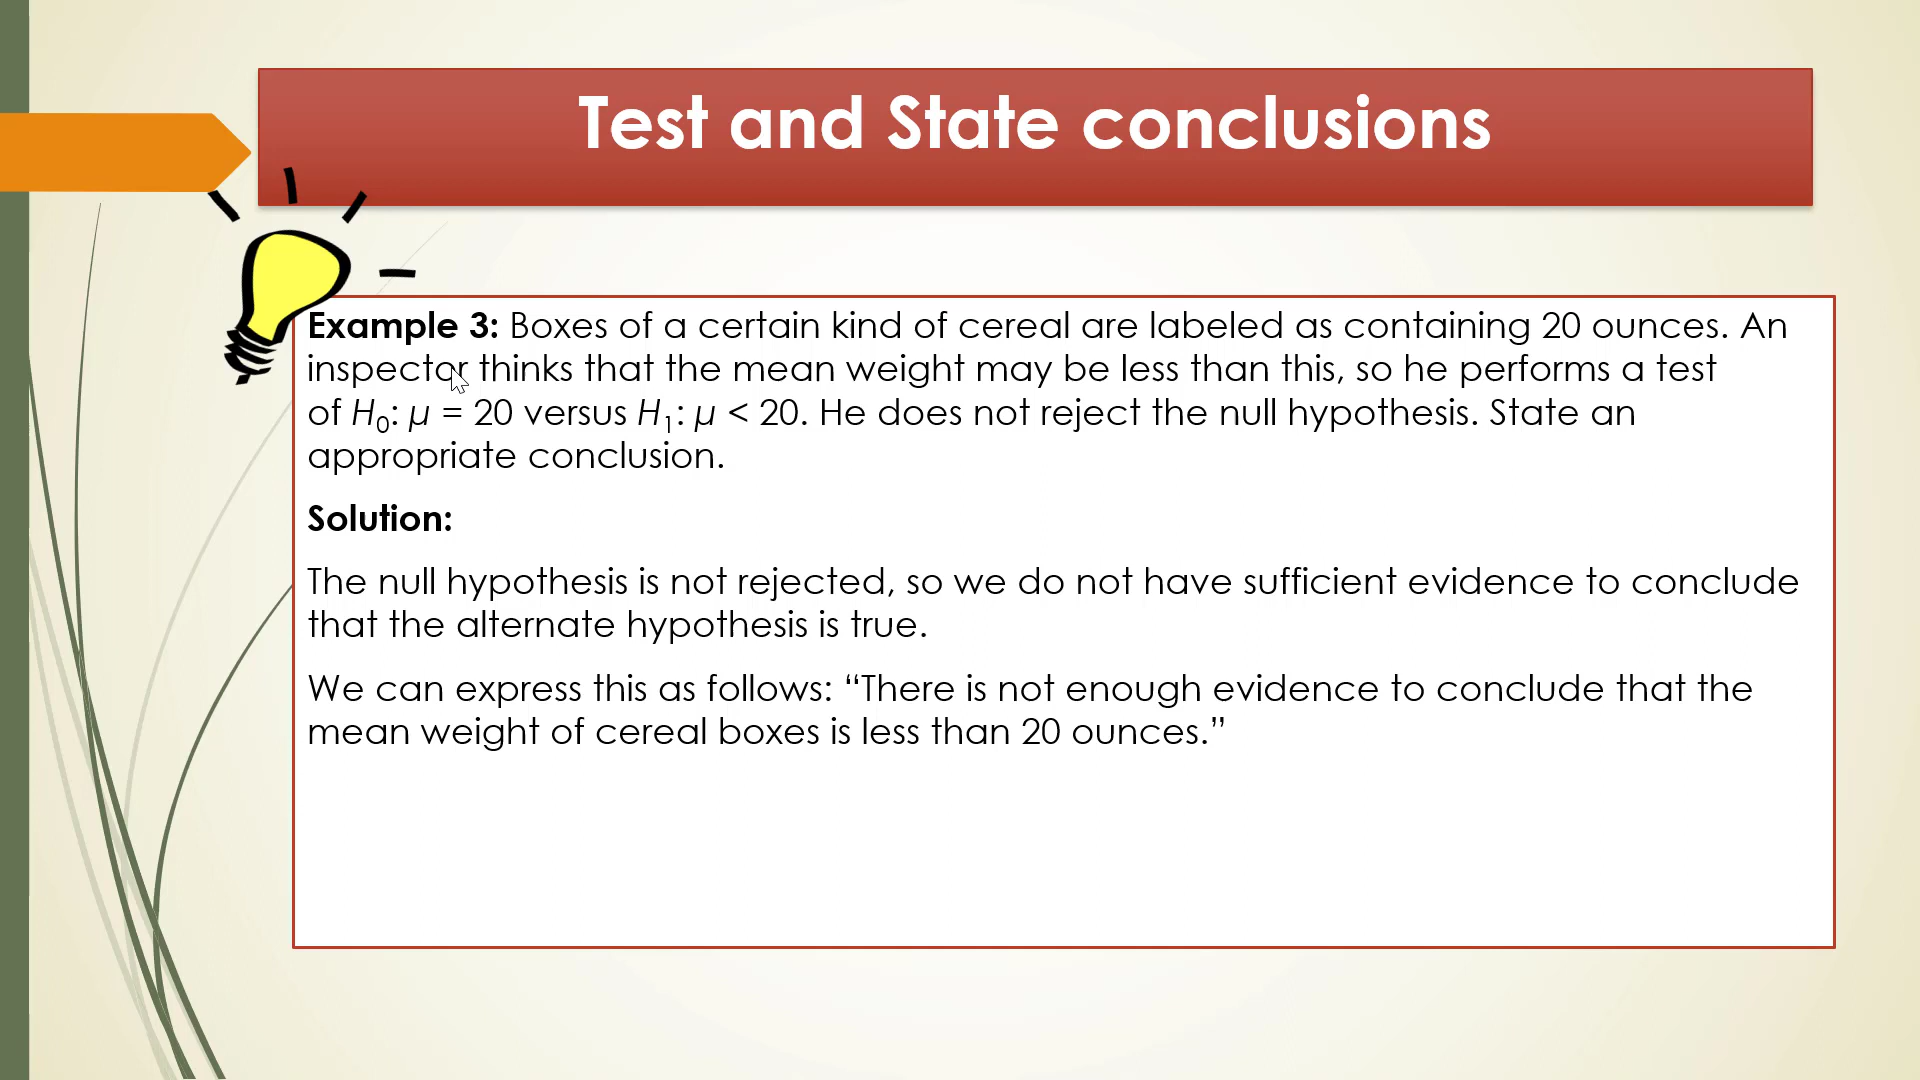 Test and State conclusions
Example 3: Boxes of a certain kind of cereal are labeled as containing 20 ounces. An
inspector thinks that the mean weight may be less than this, so he performs a test
of H₀: μ = 20 versus H₁: μ < 20. He does not reject the null hypothesis. State an
appropriate conclusion.
Solution:
The null hypothesis is not rejected, so we do not have sufficient evidence to conclude
that the alternate hypothesis is true.
We can express this as follows: “There is not enough evidence to conclude that the
mean weight of cereal boxes is less than 20 ounces.”